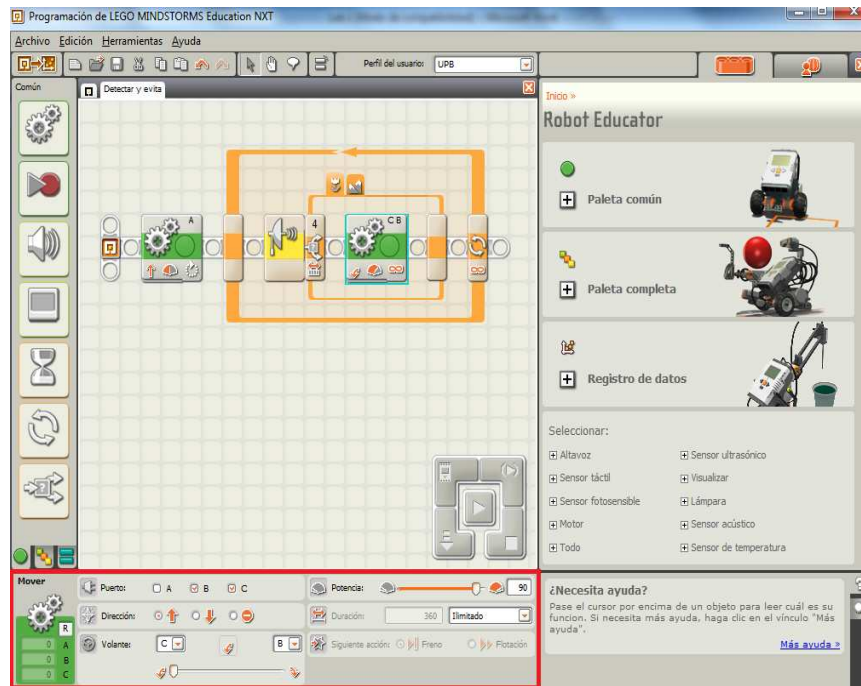 Programación de LEGO MINDSTORMS Education NXT
Archivo Edición Herramientas Ayuda
Perfil del usuario: UPB
Común
Detectar y evita
A
4
C B
Inicio »
Robot Educator
Paleta común
Paleta completa
Registro de datos
Seleccionar:
Altavoz
Sensor ultrasónico
Sensor táctil
Visualizar
Sensor fotosensible
Lámpara
Motor
Sensor acústico
Todo
Sensor de temperatura
Mover
Puerto: A B C
Potencia: 90
Dirección:
Duración: 360 Ilimitado
Volante: C B
Siguiente acción: Freno Flotación
R
0 A
0 B
0 C
¿Necesita ayuda?
Pase el cursor por encima de un objeto para leer cuál es su
funcion. Si necesita más ayuda, haga clic en el vínculo "Más
ayuda".
Más ayuda »